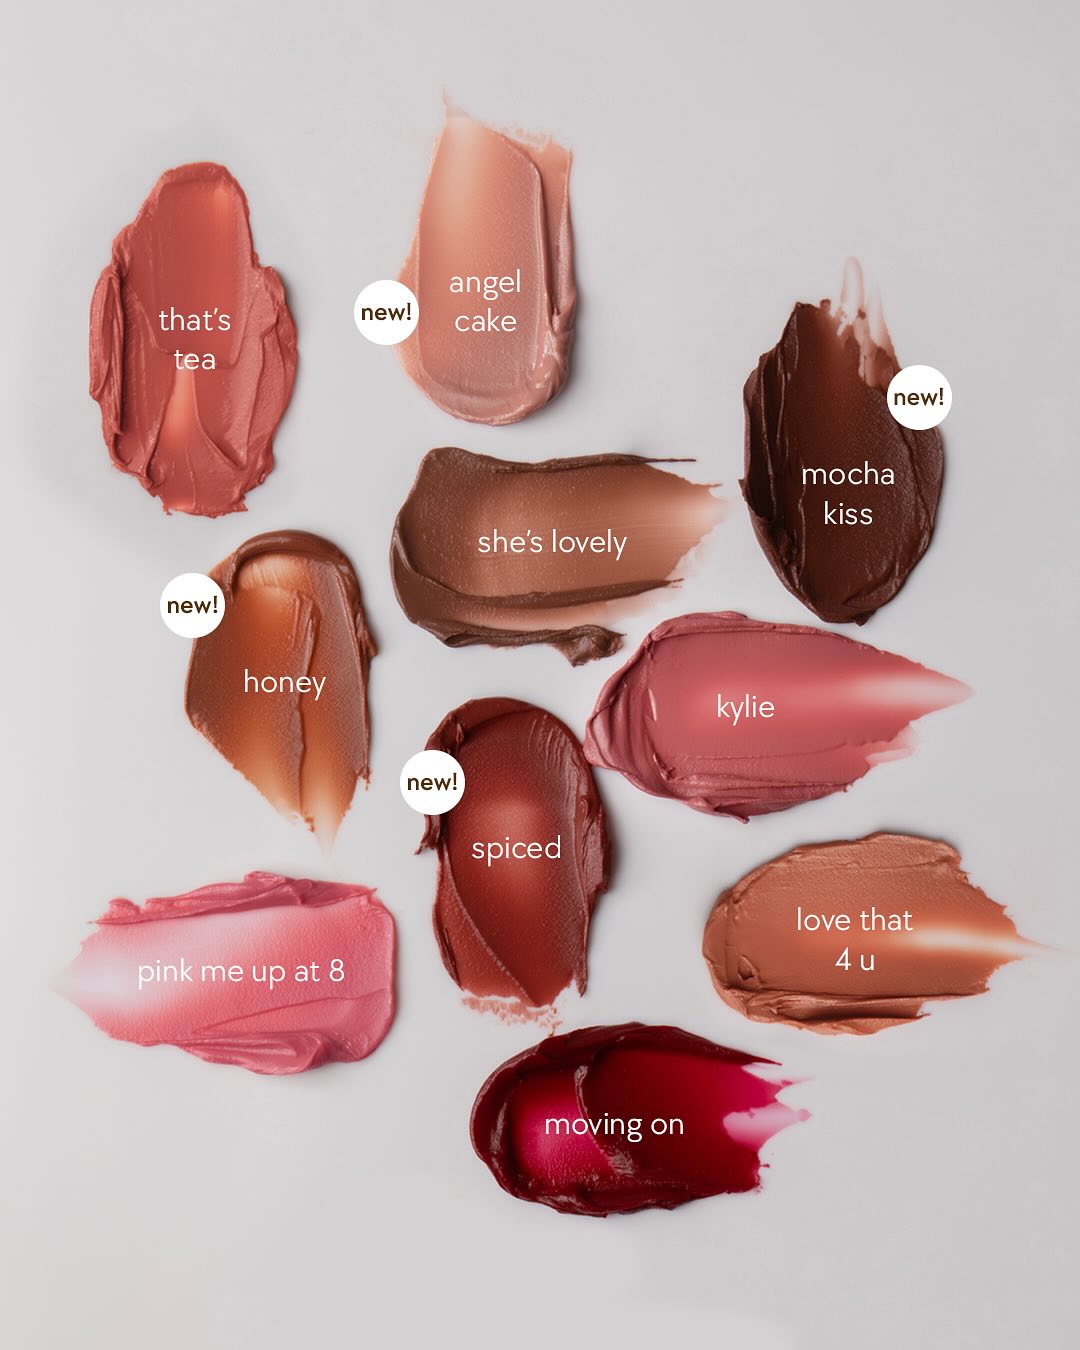 that's
tea
new!
angel
cake
new!
mocha
kiss
she's lovely
new!
honey
kylie
new!
spiced
love that
4 u
pink me up at 8
moving on